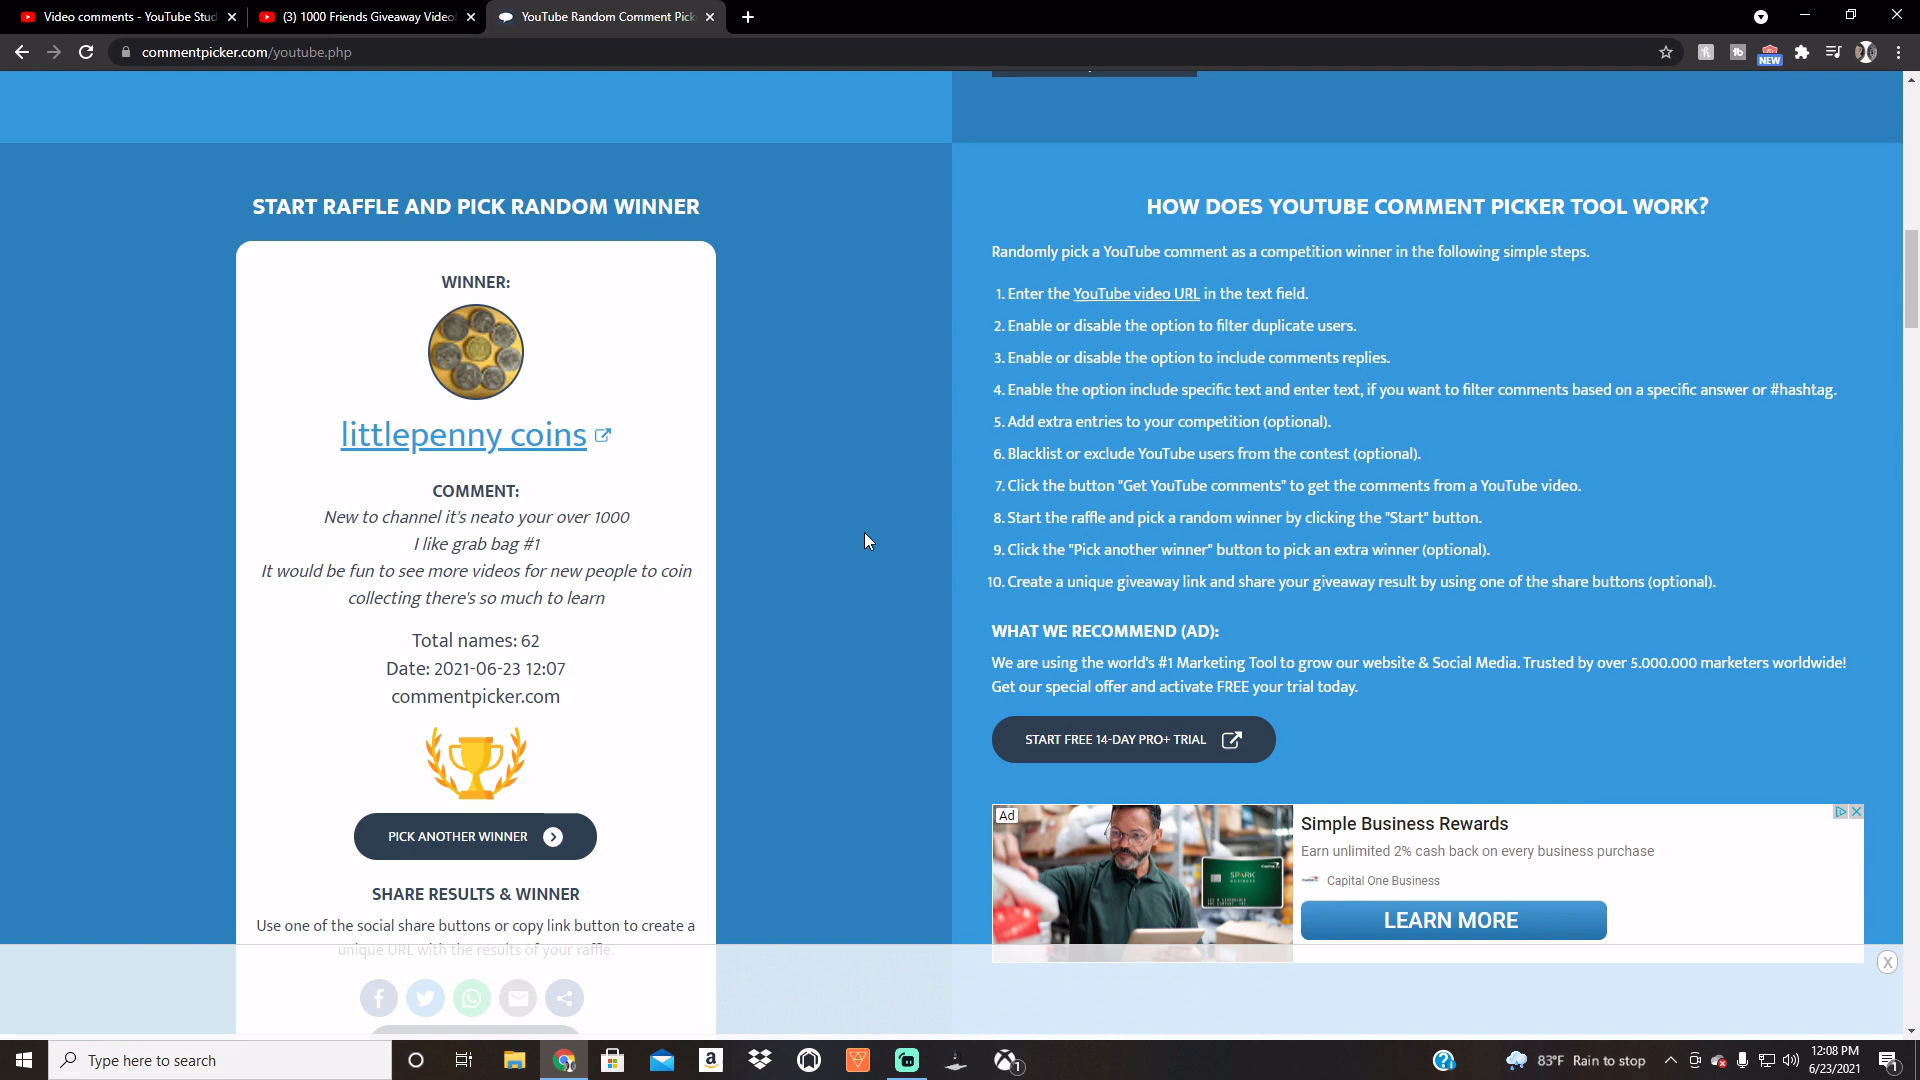 Video comments - YouTube Stud
(3) 1000 Friends Giveaway Video!
YouTube Random Comment Pick
commentpicker.com/youtube.php
NEW
START RAFFLE AND PICK RANDOM WINNER
WINNER:
littlepenny coins
COMMENT:
New to channel it's neato your over 1000
I like grab bag #1
It would be fun to see more videos for new people to coin
collecting there's so much to learn
Total names: 62
Date: 2021-06-23 12:07
commentpicker.com
PICK ANOTHER WINNER
SHARE RESULTS & WINNER
Use one of the social share buttons or copy link button to create a
unique URL with the results of your raffle.
HOW DOES YOUTUBE COMMENT PICKER TOOL WORK?
Randomly pick a YouTube comment as a competition winner in the following simple steps.
1. Enter the YouTube video URL in the text field.
2. Enable or disable the option to filter duplicate users.
3. Enable or disable the option to include comments replies.
4. Enable the option include specific text and enter text, if you want to filter comments based on a specific answer or #hashtag.
5. Add extra entries to your competition (optional).
6. Blacklist or exclude YouTube users from the contest (optional).
7. Click the button "Get YouTube comments" to get the comments from a YouTube video.
8. Start the raffle and pick a random winner by clicking the "Start" button.
9. Click the "Pick another winner" button to pick an extra winner (optional).
10. Create a unique giveaway link and share your giveaway result by using one of the share buttons (optional).
WHAT WE RECOMMEND (AD):
We are using the world's #1 Marketing Tool to grow our website & Social Media. Trusted by over 5.000.000 marketers worldwide!
Get our special offer and activate FREE your trial today.
START FREE 14-DAY PRO+ TRIAL
Ad
SPARK
BUSINESS
Simple Business Rewards
Earn unlimited 2% cash back on every business purchase
Capital One Business
LEARN MORE
X
Type here to search
1
83°F Rain to stop
12:08 PM
6/23/2021
1